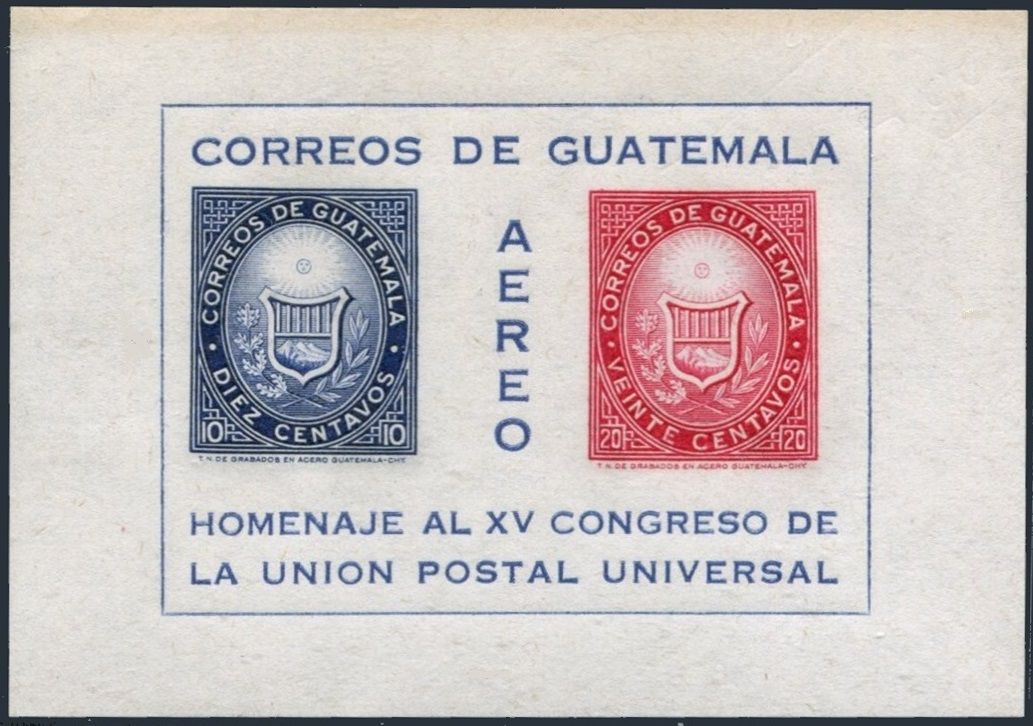 CORREOS DE GUATEMALA
AEREO
CORREOS DE GUATEMALA
· DIEZ CENTAVOS ·
10 10
T.N. DE GRABADOS EN ACERO GUATEMALA-CHY.
CORREOS DE GUATEMALA
· VEINTE CENTAVOS ·
20 20
T.N. DE GRABADOS EN ACERO GUATEMALA-CHY.
HOMENAJE AL XV CONGRESO DE
LA UNION POSTAL UNIVERSAL